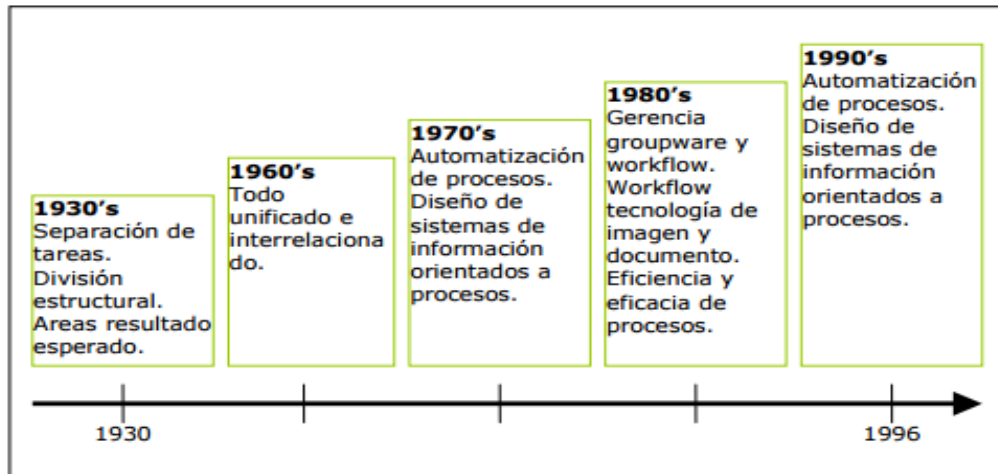 1930's
Separación de
tareas.
División
estructural.
Areas resultado
esperado.
1960's
Todo
unificado e
interrelaciona
do.
1970's
Automatización
de procesos.
Diseño de
sistemas de
información
orientados a
procesos.
1980's
Gerencia
groupware y
workflow.
Workflow
tecnología de
imagen y
documento.
Eficiencia y
eficacia de
procesos.
1990's
Automatización
de procesos.
Diseño de
sistemas de
información
orientados a
procesos.
1930
1996